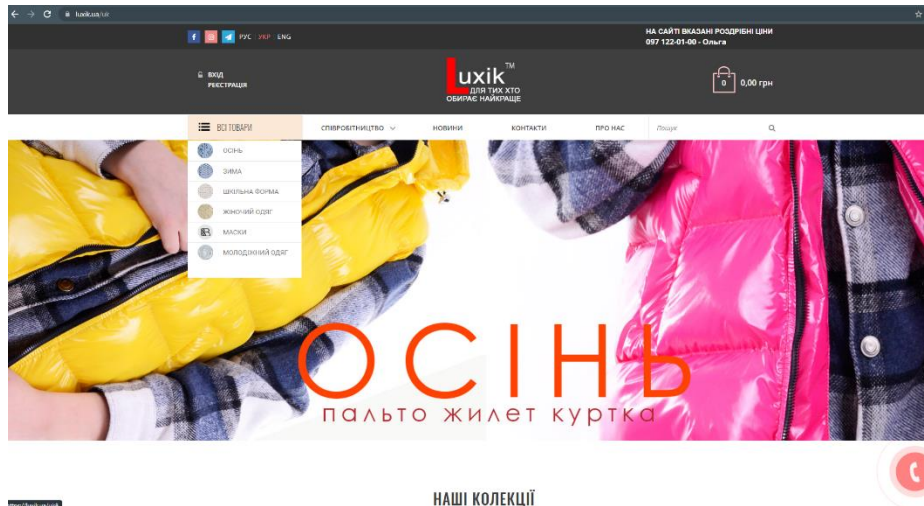 luxik.ua/uk
РУС УКР ENG
НА САЙТІ ВКАЗАНІ РОЗДРІБНІ ЦІНИ
097 122-01-00 - Ольга
ВХІД
РЕЄСТРАЦІЯ
Luxik TM
ДЛЯ ТИХ ХТО
ОБИРАЄ НАЙКРАЩЕ
0 0,00 грн
ВСІ ТОВАРИ СПІВРОБІТНИЦТВО НОВИНИ КОНТАКТИ ПРО НАС Пошук
ОСІНЬ
ЗИМА
ШКІЛЬНА ФОРМА
ЖІНОЧИЙ ОДЯГ
МАСКИ
МОЛОДІЖНИЙ ОДЯГ
ОСІНЬ
пальто жилет куртка
НАШІ КОЛЕКЦІЇ